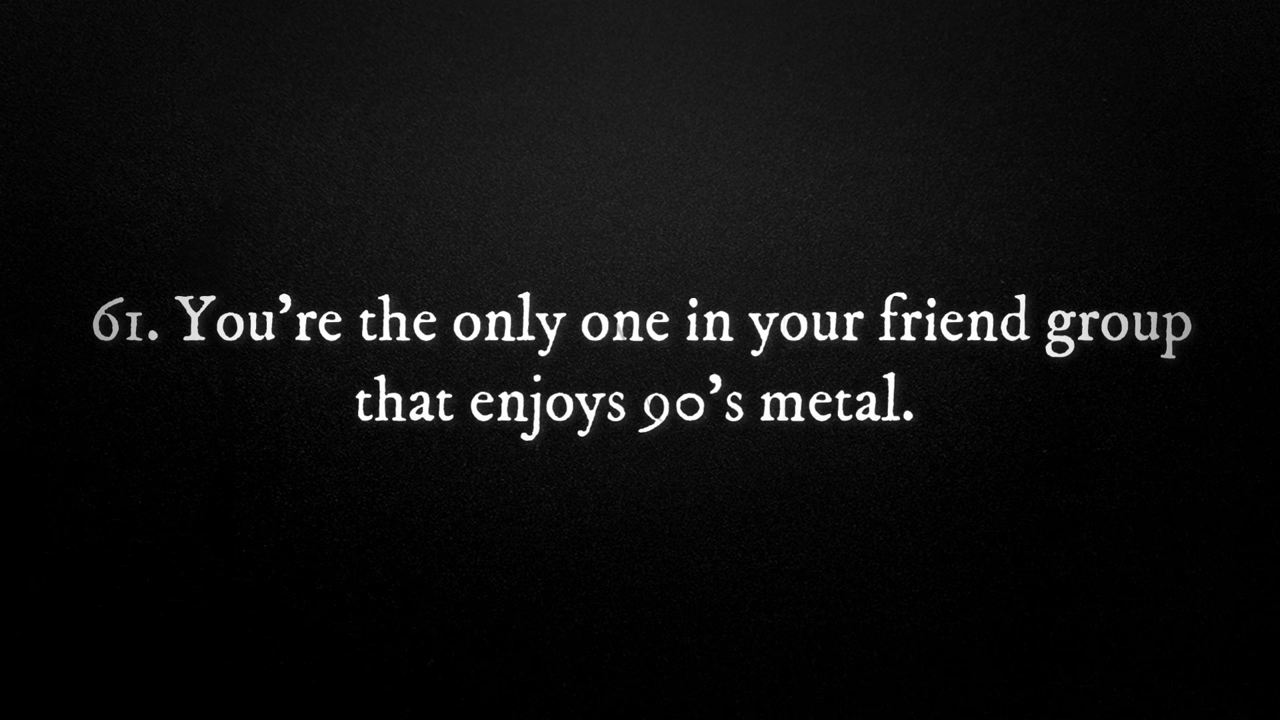 61. You’re the only one in your friend group
that enjoys 90’s metal.